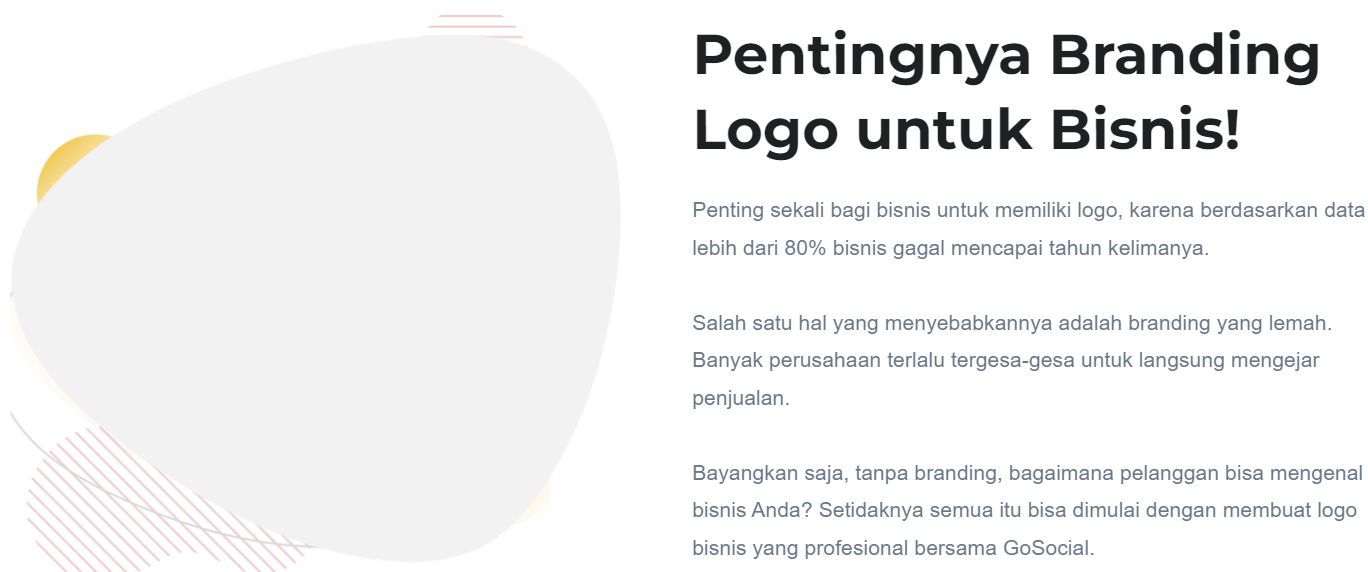 Pentingnya Branding
Logo untuk Bisnis!
Penting sekali bagi bisnis untuk memiliki logo, karena berdasarkan data
lebih dari 80% bisnis gagal mencapai tahun kelimanya.
Salah satu hal yang menyebabkannya adalah branding yang lemah.
Banyak perusahaan terlalu tergesa-gesa untuk langsung mengejar
penjualan.
Bayangkan saja, tanpa branding, bagaimana pelanggan bisa mengenal
bisnis Anda? Setidaknya semua itu bisa dimulai dengan membuat logo
bisnis yang profesional bersama GoSocial.